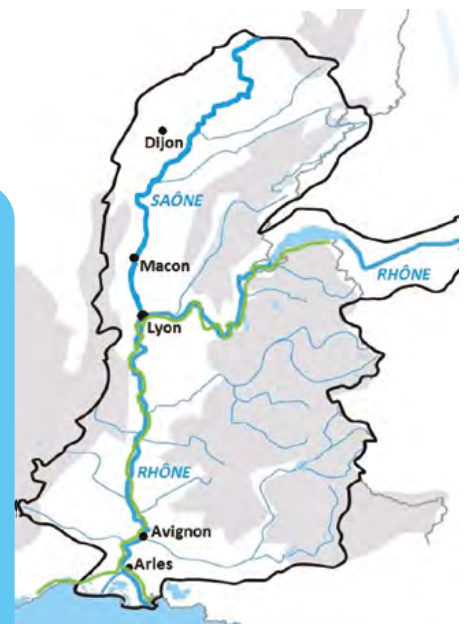 Dijon
SAÔNE
Macon
RHÔNE
Lyon
RHÔNE
Avignon
Arles